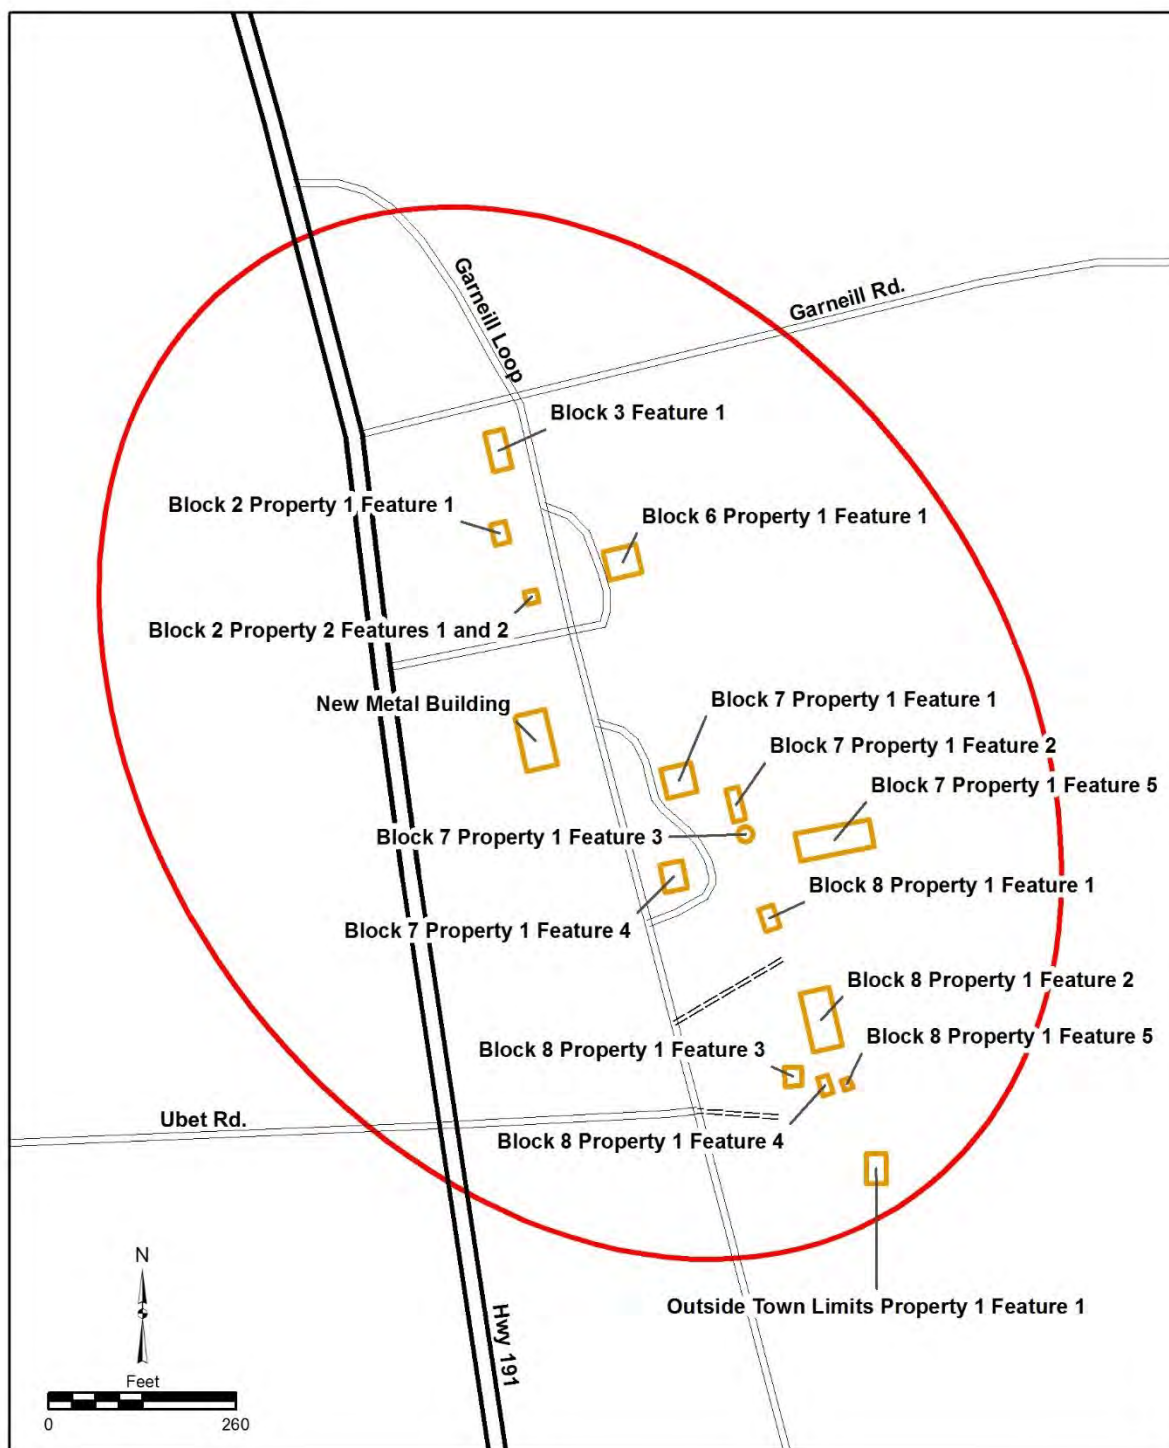 Garneill Loop
Garneill Rd.
Block 3 Feature 1
Block 2 Property 1 Feature 1
Block 6 Property 1 Feature 1
Block 2 Property 2 Features 1 and 2
New Metal Building
Block 7 Property 1 Feature 1
Block 7 Property 1 Feature 2
Block 7 Property 1 Feature 5
Block 7 Property 1 Feature 3
Block 8 Property 1 Feature 1
Block 7 Property 1 Feature 4
Block 8 Property 1 Feature 2
Block 8 Property 1 Feature 5
Block 8 Property 1 Feature 3
Ubet Rd.
Block 8 Property 1 Feature 4
N
Outside Town Limits Property 1 Feature 1
Hwy 191
Feet
0 260